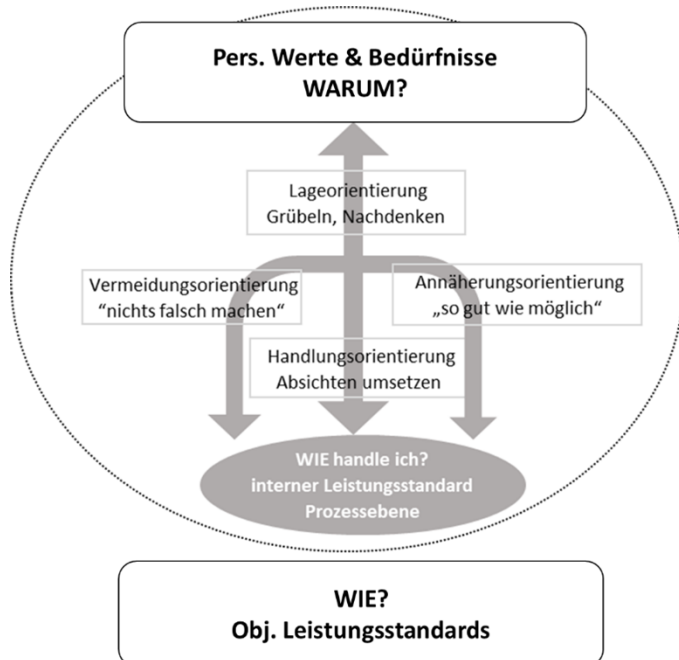 Pers. Werte & Bedürfnisse
WARUM?
Lageorientierung
Grübeln, Nachdenken
Vermeidungsorientierung
“nichts falsch machen“
Annäherungsorientierung
„so gut wie möglich“
Handlungsorientierung
Absichten umsetzen
WIE handle ich?
interner Leistungsstandard
Prozessebene
WIE?
Obj. Leistungsstandards